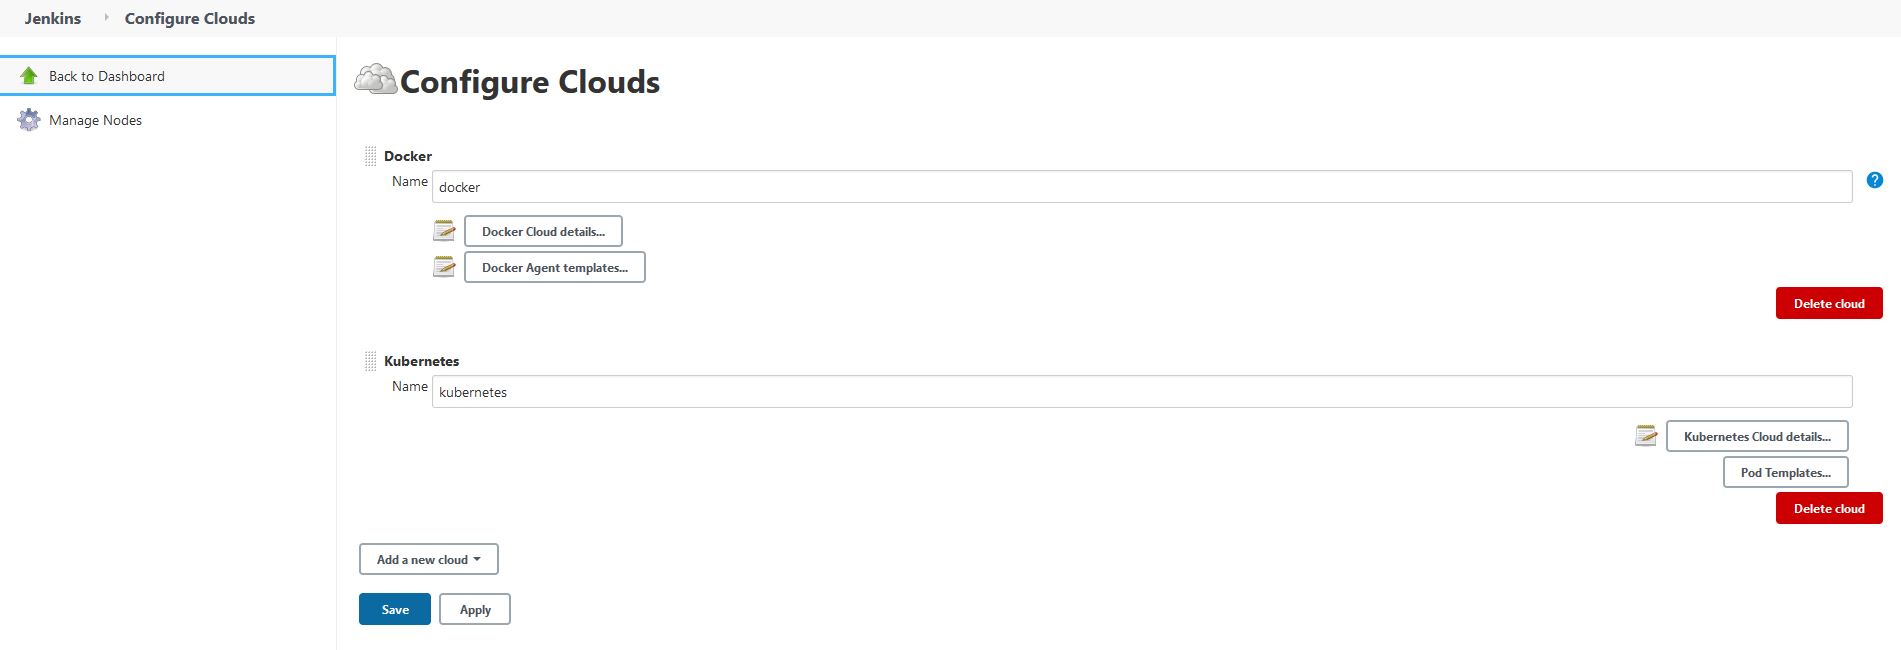 Jenkins Configure Clouds
Back to Dashboard
Manage Nodes
Configure Clouds
Docker
Name docker ?
Docker Cloud details...
Docker Agent templates...
Delete cloud
Kubernetes
Name kubernetes
Kubernetes Cloud details...
Pod Templates...
Delete cloud
Add a new cloud
Save Apply